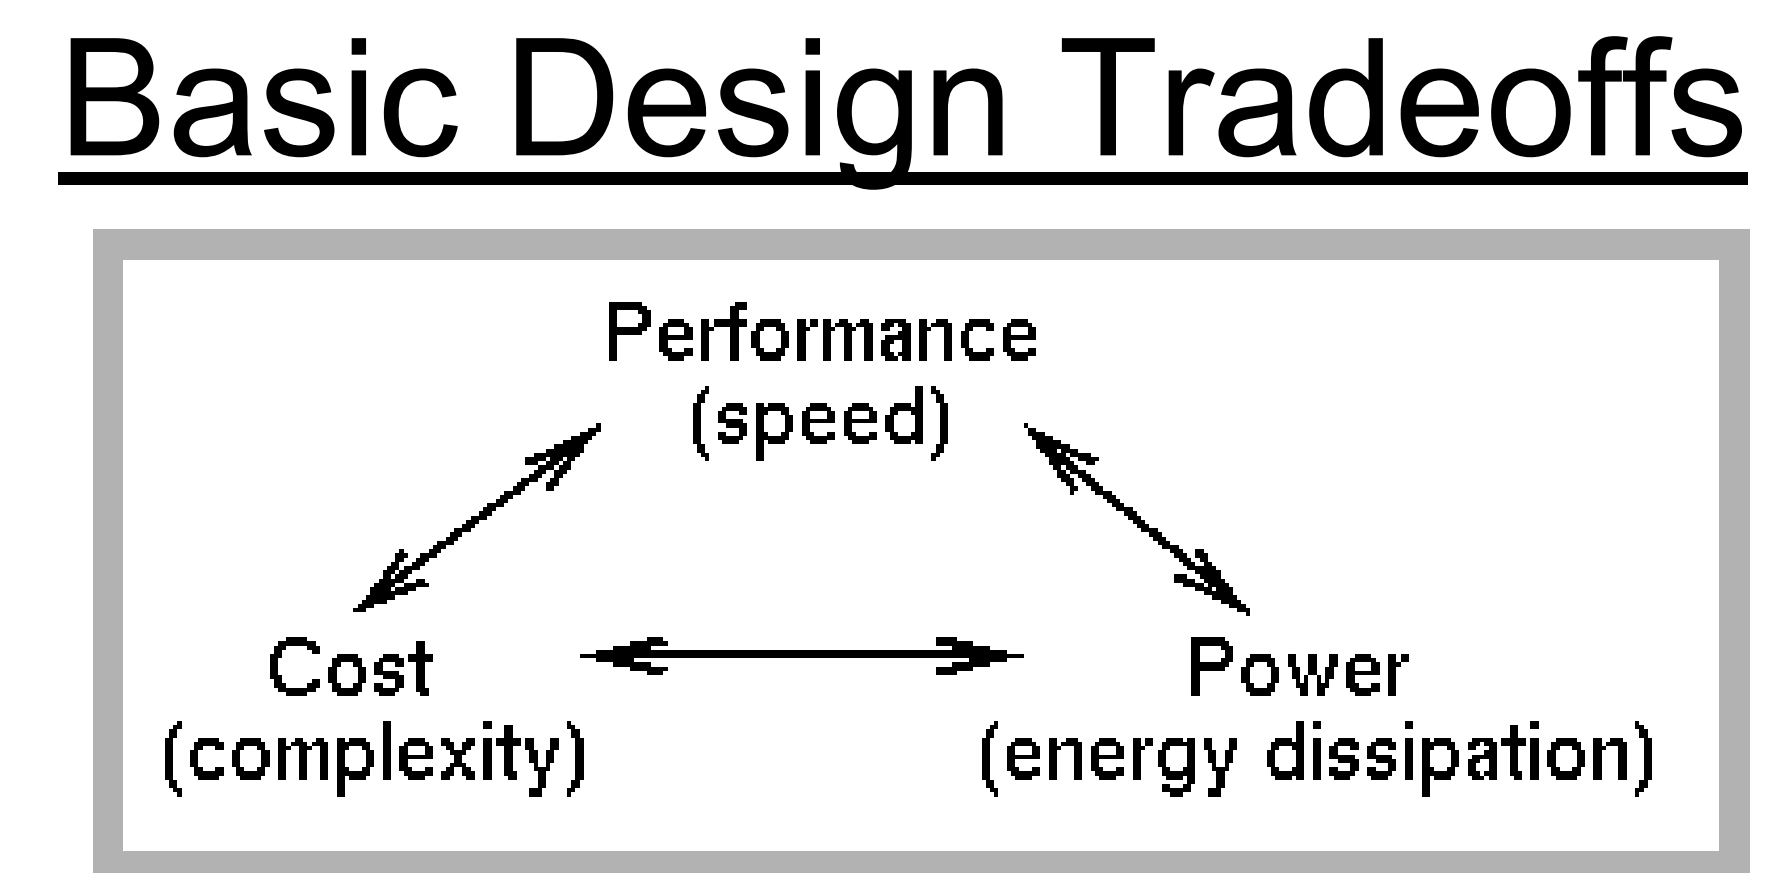 Basic Design Tradeoffs
Performance
(speed)
Cost
(complexity)
Power
(energy dissipation)